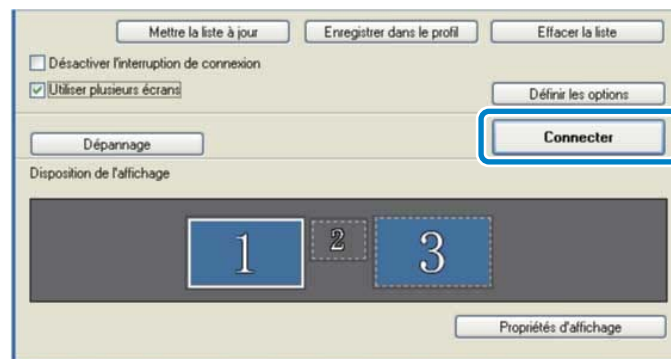 Mettre la liste à jour Enregistrer dans le profil Effacer la liste
Désactiver l'interruption de connexion
Utiliser plusieurs écrans
Définir les options
Dépannage Connecter
Disposition de l'affichage
1 2 3
Propriétés d'affichage